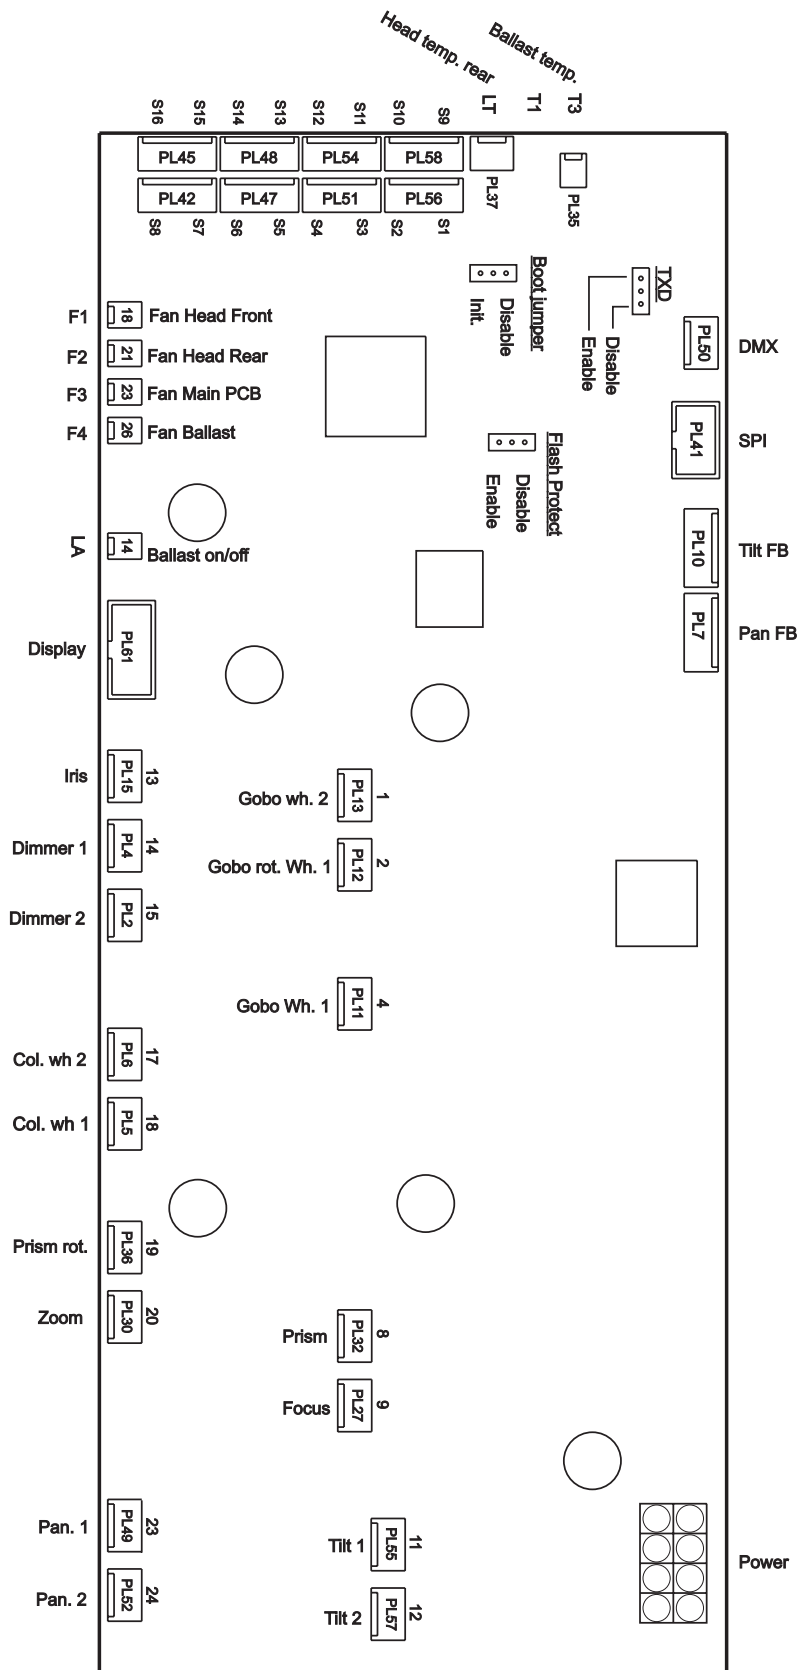 Head temp. rear
Ballast temp.
LT
T1
T3
S16
S15
S14
S13
S12
S11
S10
S9
PL45
PL48
PL54
PL58
PL37
PL35
PL42
PL47
PL51
PL56
S8
S7
S6
S5
S4
S3
S2
S1
Boot jumper
Disable
Init.
TXD
Disable
Enable
F1
18
Fan Head Front
F2
21
Fan Head Rear
F3
23
Fan Main PCB
F4
26
Fan Ballast
PL50
DMX
PL41
SPI
Flash Protect
Disable
Enable
LA
14
Ballast on/off
PL10
Tilt FB
PL7
Pan FB
Display
PL61
Iris
PL15
13
Gobo wh. 2
PL13
1
Dimmer 1
PL4
14
Gobo rot. Wh. 1
PL12
2
Dimmer 2
PL2
15
Gobo Wh. 1
PL11
4
Col. wh 2
PL6
17
Col. wh 1
PL5
18
Prism rot.
PL36
19
Zoom
PL30
20
Prism
PL32
8
Focus
PL27
9
Pan. 1
PL49
23
Tilt 1
PL55
11
Power
Pan. 2
PL52
24
Tilt 2
PL57
12